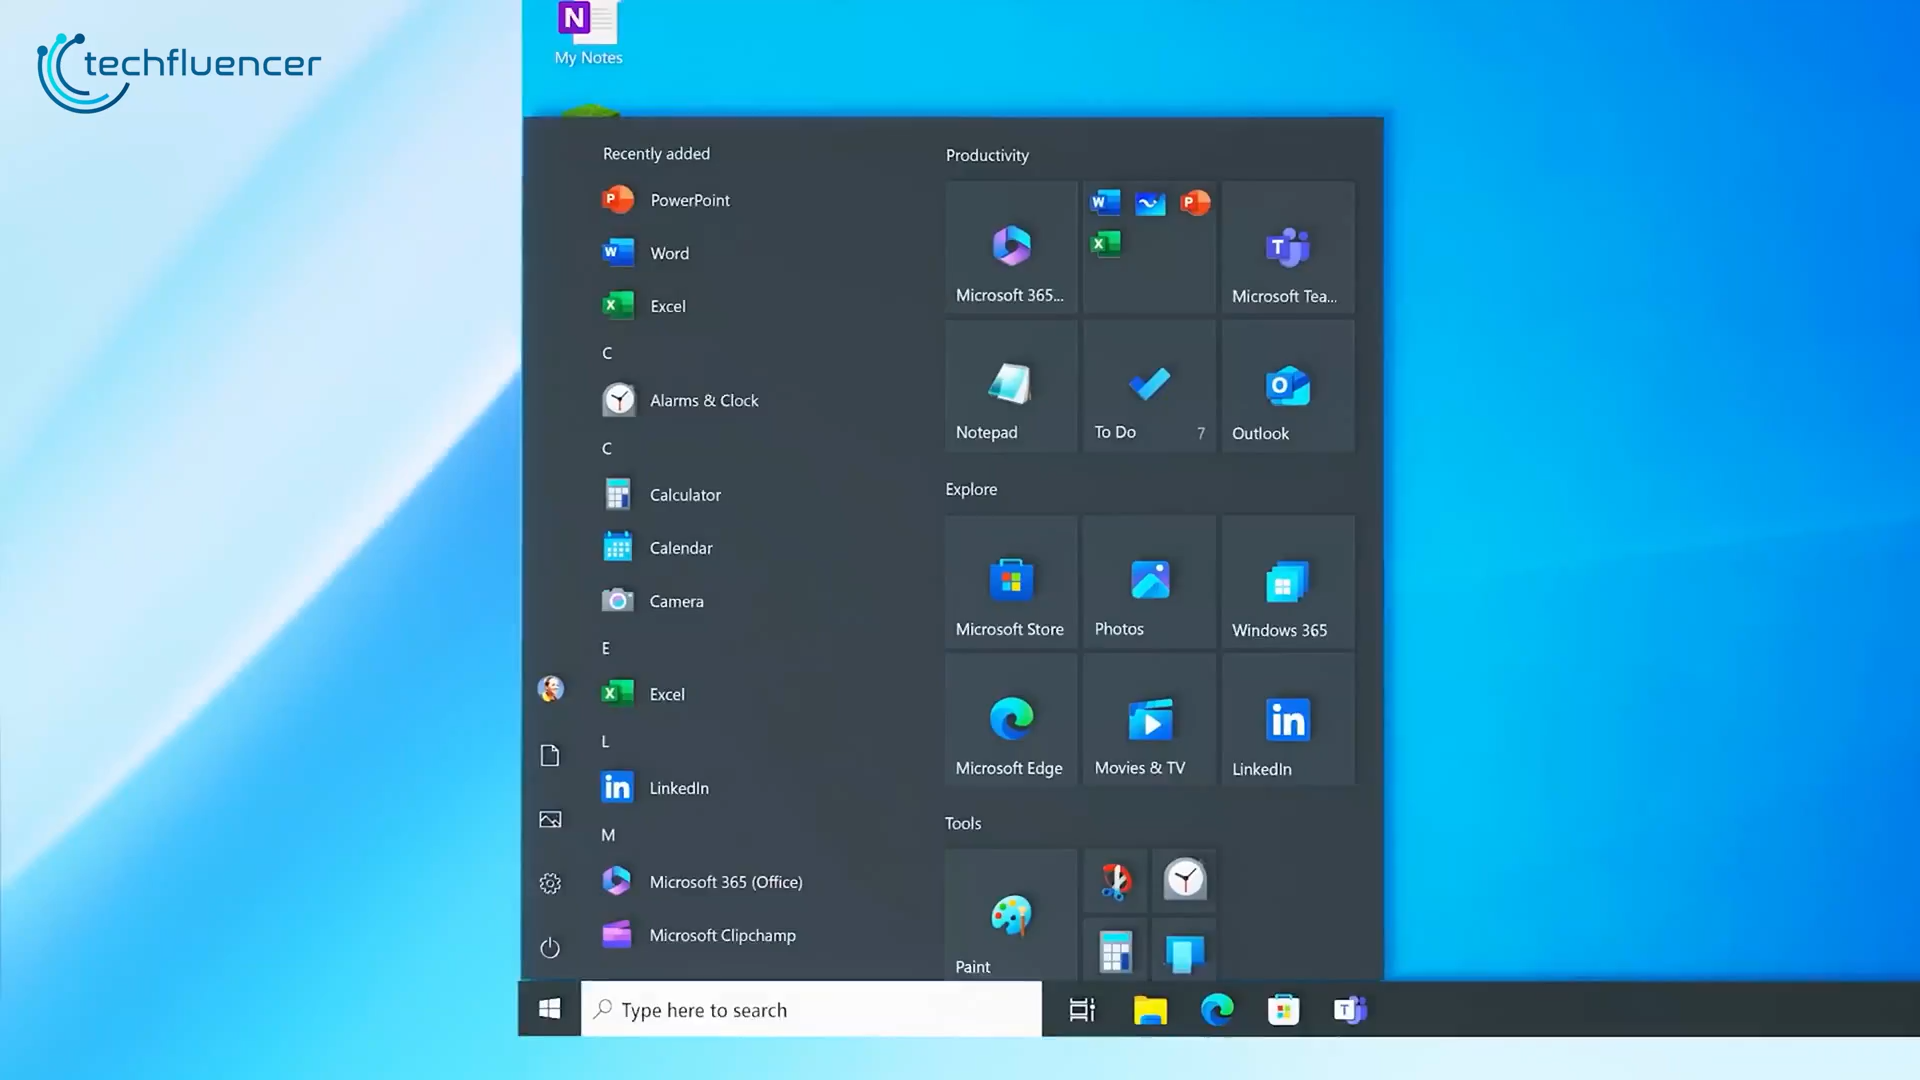 techfluencer
N
My Notes
Recently added
P PowerPoint
W Word
X Excel
C
Alarms & Clock
C
Calculator
Calendar
Camera
E
X Excel
L
in LinkedIn
M
Microsoft 365 (Office)
Microsoft Clipchamp
Productivity
W P
X
T
Microsoft 365...
Microsoft Tea...
O
Notepad
To Do 7
Outlook
Explore
Microsoft Store
Photos
Windows 365
in
Microsoft Edge
Movies & TV
LinkedIn
Tools
Paint
Type here to search
T